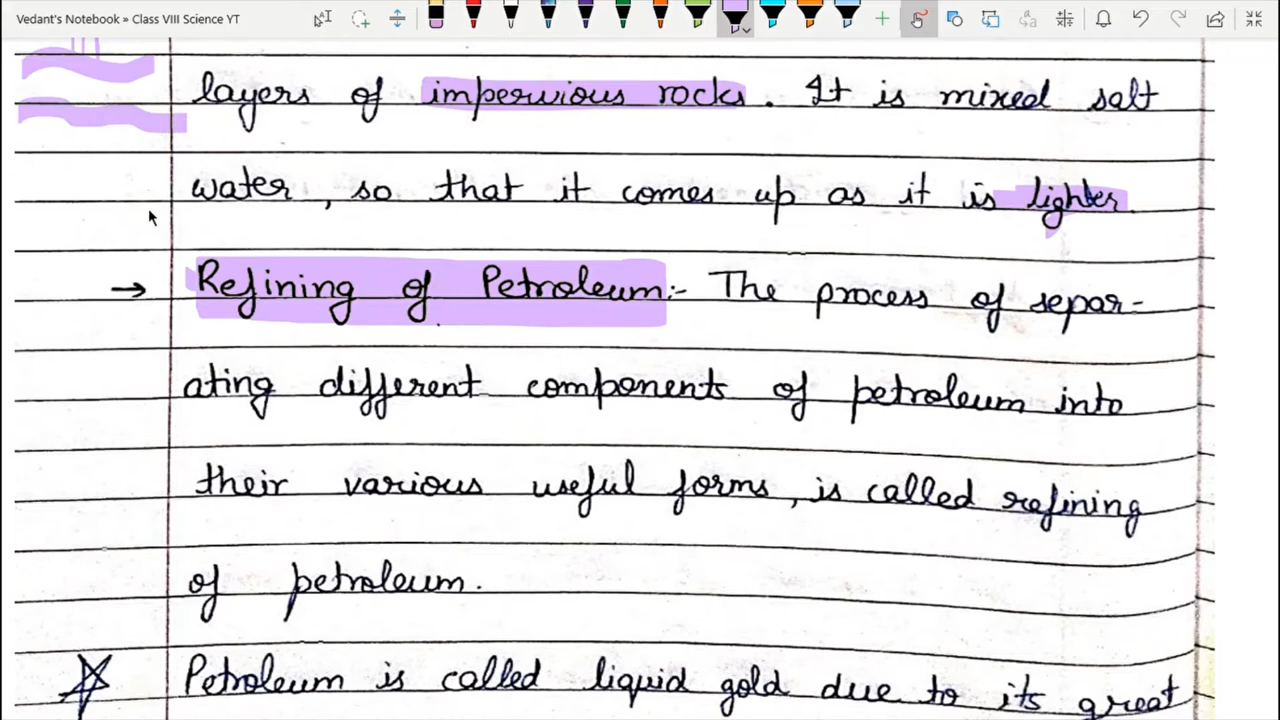 Vedant's Notebook » Class VIII Science YT
layers of impervious rocks. It is mixed salt
water, so that it comes up as it is lighter.
→ Refining of Petroleum:- The process of separ-
ating different components of petroleum into
their various useful forms, is called refining
of petroleum.
Petroleum is called liquid gold due to its great